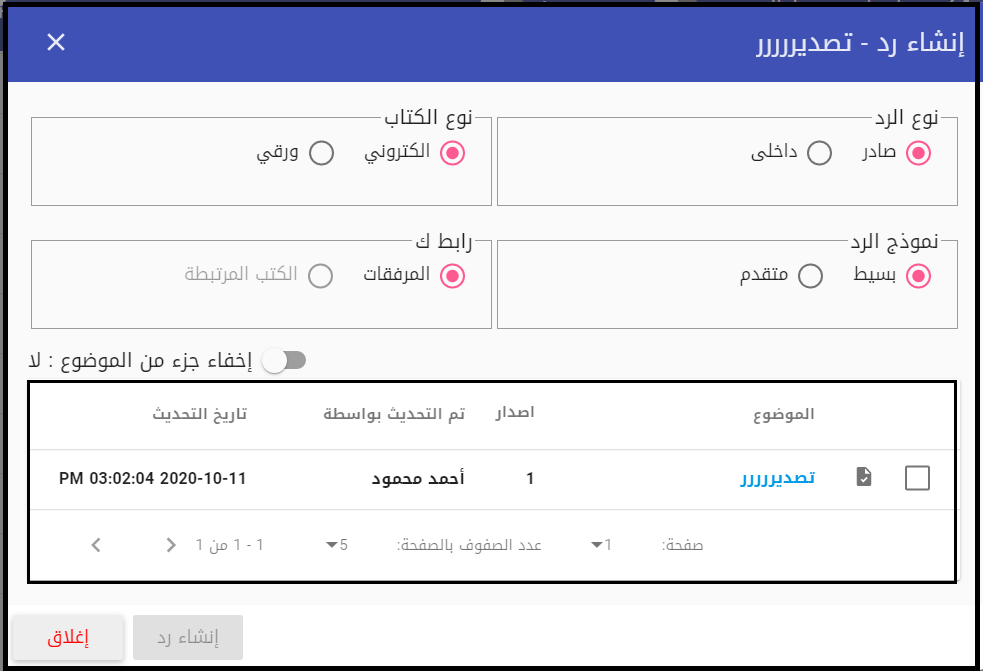 إنشاء رد - تصديررررر
نوع الرد
صادر
داخلى
نوع الكتاب
الكتروني
ورقي
نموذج الرد
بسيط
متقدم
رابط ك
المرفقات
الكتب المرتبطة
إخفاء جزء من الموضوع : لا
الموضوع اصدار تم التحديث بواسطة تاريخ التحديث
تصديررررر 1 أحمد محمود 2020-10-11 03:02:04 PM
صفحة: 1 عدد الصفوف بالصفحة: 5 1 - 1 من 1
إنشاء رد
إغلاق